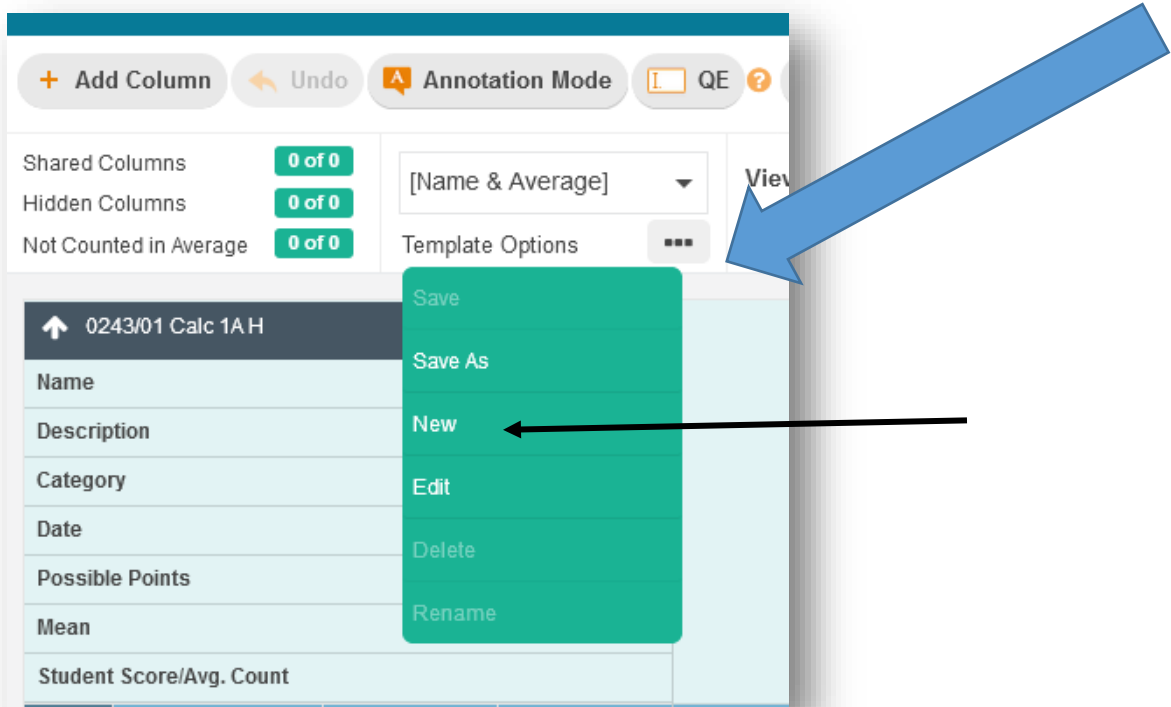 + Add Column
Undo
A Annotation Mode
I. QE
?
Shared Columns 0 of 0
Hidden Columns 0 of 0
Not Counted in Average 0 of 0
[Name & Average]
Template Options
Save
Save As
New
Edit
Delete
Rename
0243/01 Calc 1A H
Name
Description
Category
Date
Possible Points
Mean
Student Score/Avg. Count